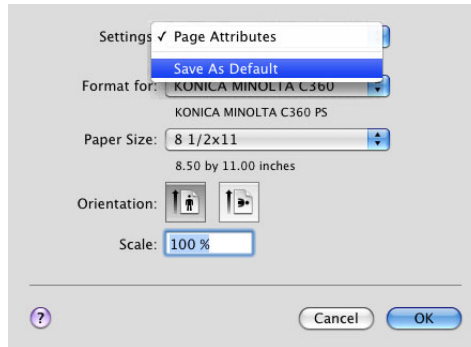 Settings ✓ Page Attributes
Save As Default
Format for: KONICA MINOLTA C360
KONICA MINOLTA C360 PS
Paper Size: 8 1/2x11
8.50 by 11.00 inches
Orientation:
Scale: 100 %
? Cancel OK